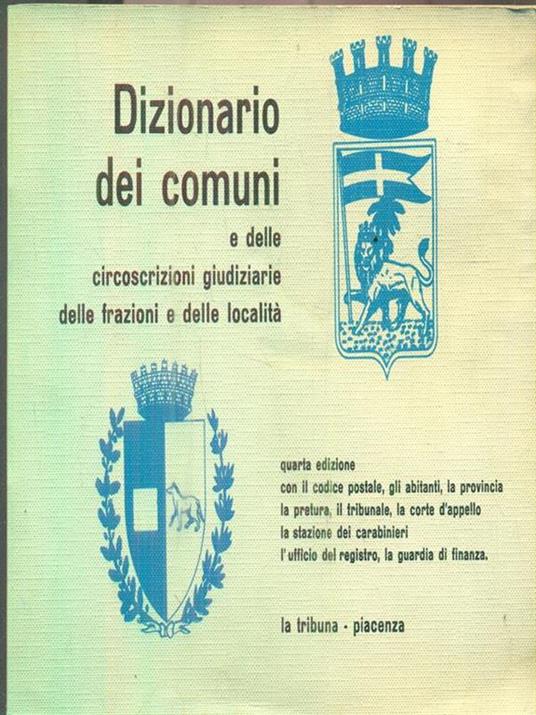 Dizionario
dei comuni
e delle
circoscrizioni giudiziarie
delle frazioni e delle località
quarta edizione
con il codice postale, gli abitanti, la provincia
la pretura, il tribunale, la corte d'appello
la stazione dei carabinieri
l'ufficio del registro, la guardia di finanza.
la tribuna - piacenza